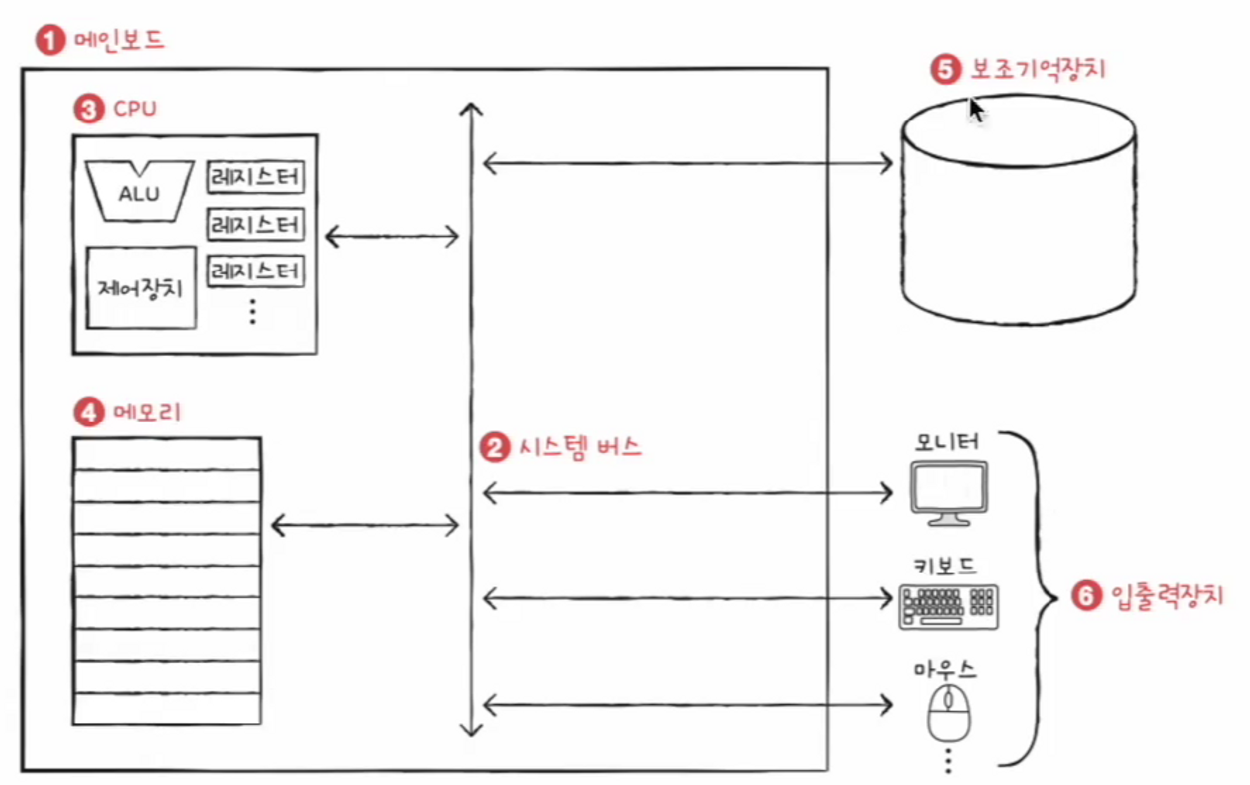 1 메인보드
5 보조기억장치
3 CPU
ALU
레지스터
레지스터
레지스터
제어장치
4 메모리
2 시스템 버스
모니터
키보드
6 입출력장치
마우스